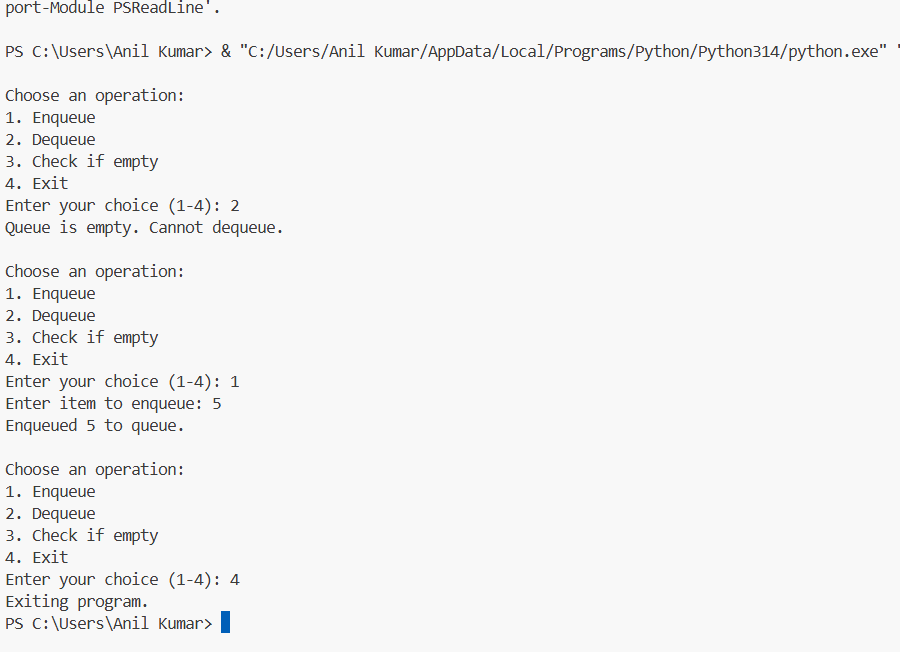 port-Module PSReadLine'.
PS C:\Users\Anil Kumar> & "C:/Users/Anil Kumar/AppData/Local/Programs/Python/Python314/python.exe" "
Choose an operation:
1. Enqueue
2. Dequeue
3. Check if empty
4. Exit
Enter your choice (1-4): 2
Queue is empty. Cannot dequeue.
Choose an operation:
1. Enqueue
2. Dequeue
3. Check if empty
4. Exit
Enter your choice (1-4): 1
Enter item to enqueue: 5
Enqueued 5 to queue.
Choose an operation:
1. Enqueue
2. Dequeue
3. Check if empty
4. Exit
Enter your choice (1-4): 4
Exiting program.
PS C:\Users\Anil Kumar>